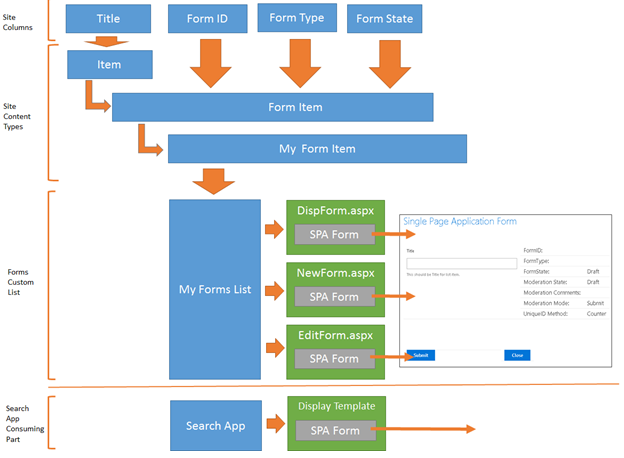 Site
Columns
Title
Form ID
Form Type
Form State
Item
Site
Content
Types
Form Item
My Form Item
Forms
Custom
List
My Forms List
DispForm.aspx
SPA Form
NewForm.aspx
SPA Form
EditForm.aspx
SPA Form
Single Page Application Form
Title
This should be Title for list item.
FormID:
FormType:
FormState: Draft
Moderation State: Draft
Moderation Comments:
Moderation Mode: Submit
UniqueID Method: Counter
Submit
Close
Search
App
Consuming
Part
Search App
Display Template
SPA Form